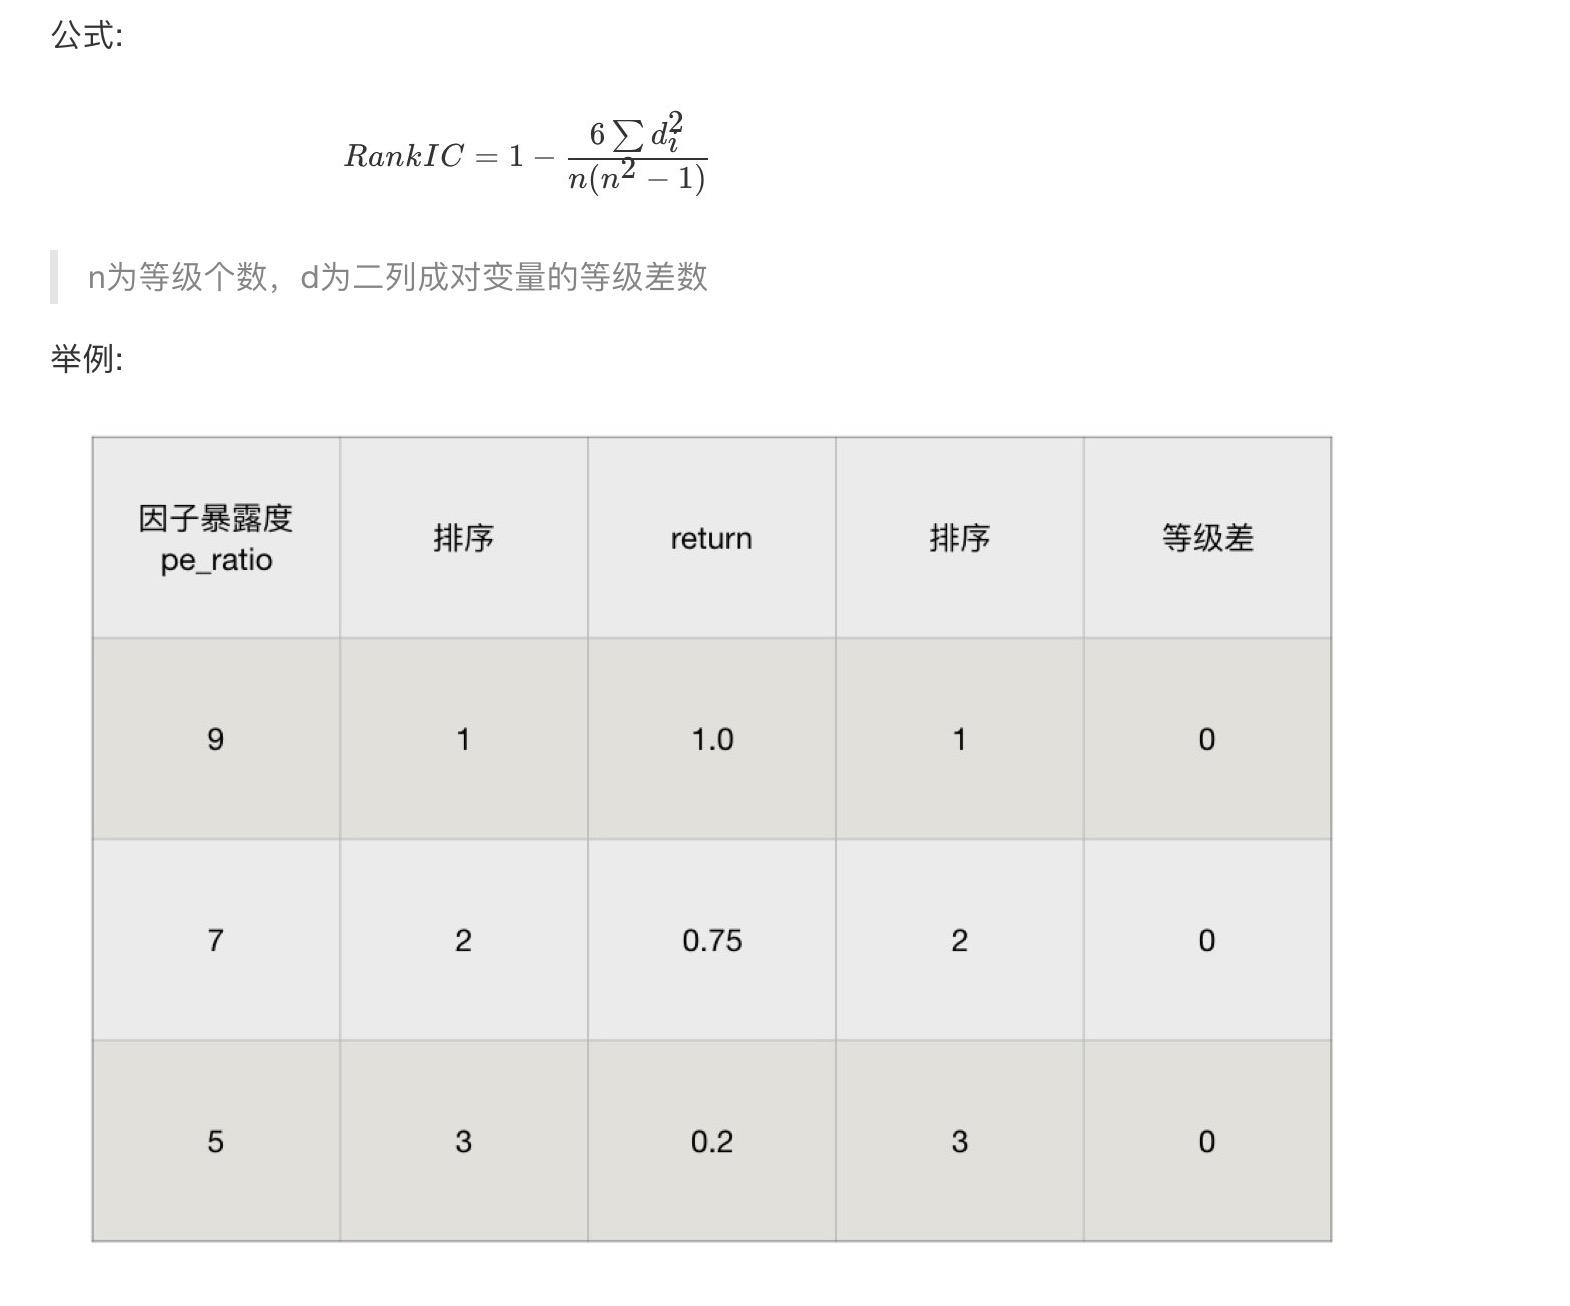 公式:
RankIC = 1 − 6∑d_i^2 / n(n^2 − 1)
n为等级个数，d为二列成对变量的等级差数
举例:
因子暴露度 pe_ratio 排序 return 排序 等级差
9 1 1.0 1 0
7 2 0.75 2 0
5 3 0.2 3 0